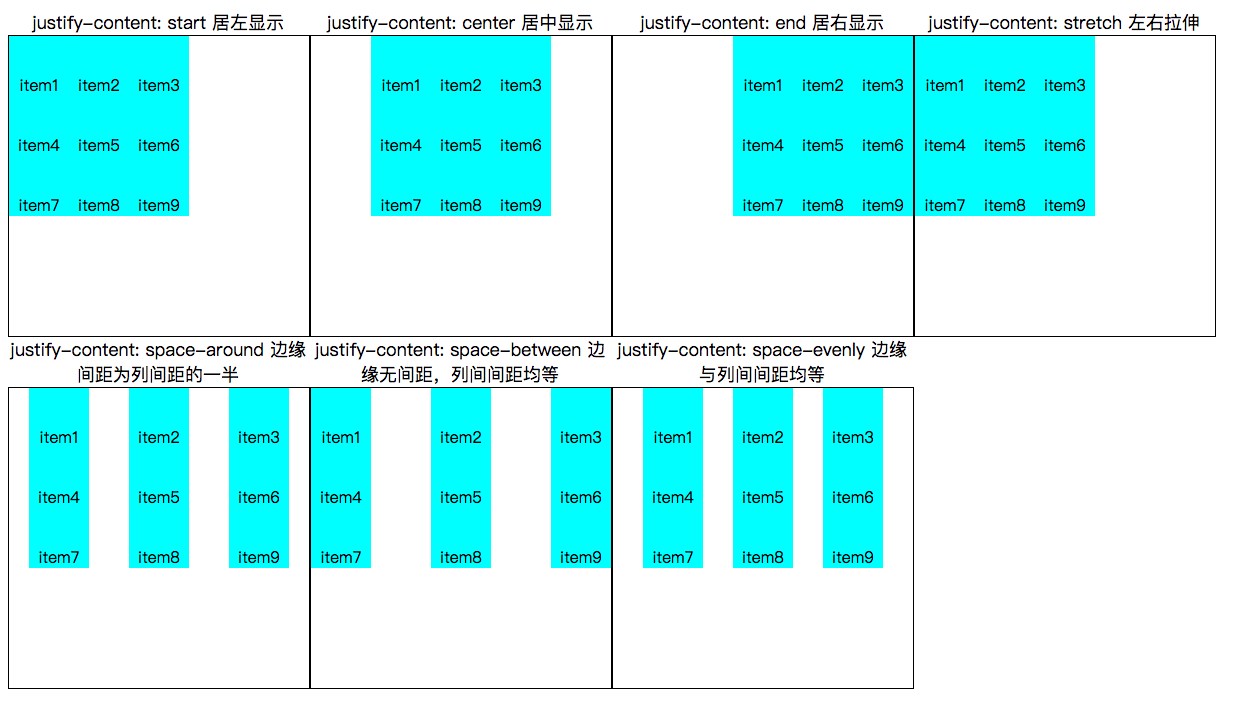 justify-content: start 居左显示
justify-content: center 居中显示
justify-content: end 居右显示
justify-content: stretch 左右拉伸
item1 item2 item3
item4 item5 item6
item7 item8 item9
item1 item2 item3
item4 item5 item6
item7 item8 item9
item1 item2 item3
item4 item5 item6
item7 item8 item9
item1 item2 item3
item4 item5 item6
item7 item8 item9
justify-content: space-around 边缘
间距为列间距的一半
justify-content: space-between 边
缘无间距，列间间距均等
justify-content: space-evenly 边缘
与列间间距均等
item1 item2 item3
item4 item5 item6
item7 item8 item9
item1 item2 item3
item4 item5 item6
item7 item8 item9
item1 item2 item3
item4 item5 item6
item7 item8 item9